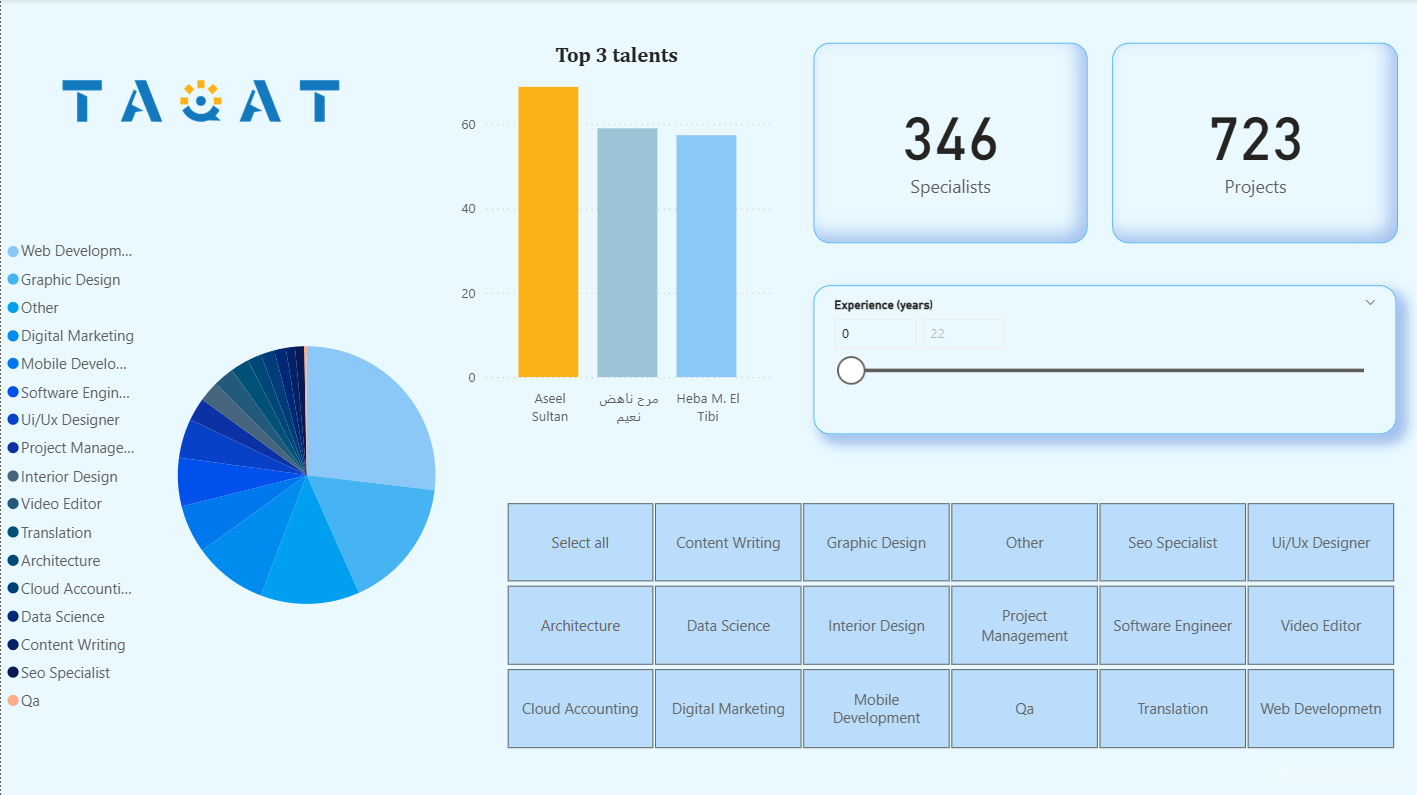 TAQAT
Top 3 talents
60
40
20
0
Aseel
Sultan
مرح ناهض
نعيم
Heba M. El
Tibi
346
Specialists
723
Projects
Experience (years)
0
22
Web Developm...
Graphic Design
Other
Digital Marketing
Mobile Develo...
Software Engin...
Ui/Ux Designer
Project Manage...
Interior Design
Video Editor
Translation
Architecture
Cloud Accounti...
Data Science
Content Writing
Seo Specialist
Qa
Select all
Content Writing
Graphic Design
Other
Seo Specialist
Ui/Ux Designer
Architecture
Data Science
Interior Design
Project
Management
Software Engineer
Video Editor
Cloud Accounting
Digital Marketing
Mobile
Development
Qa
Translation
Web Developmetn